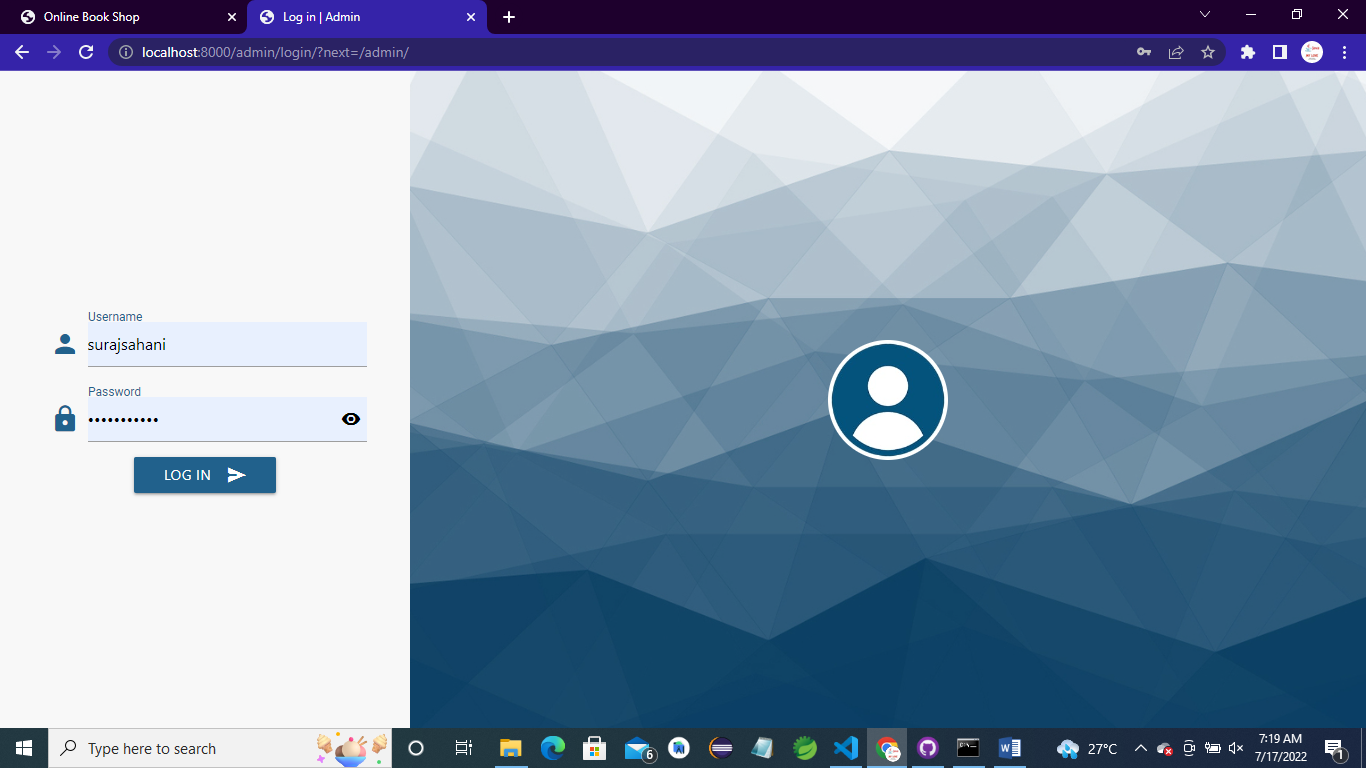 Online Book Shop
Log in | Admin
localhost:8000/admin/login/?next=/admin/
Username
surajsahani
Password
•••••••••••
LOG IN
Type here to search
6
27°C
7:19 AM
7/17/2022
1